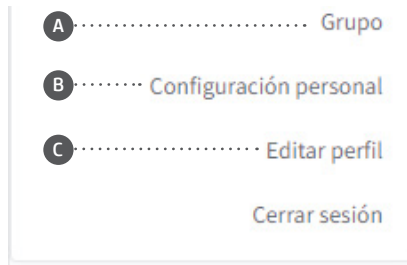 A Grupo
B Configuración personal
C Editar perfil
Cerrar sesión